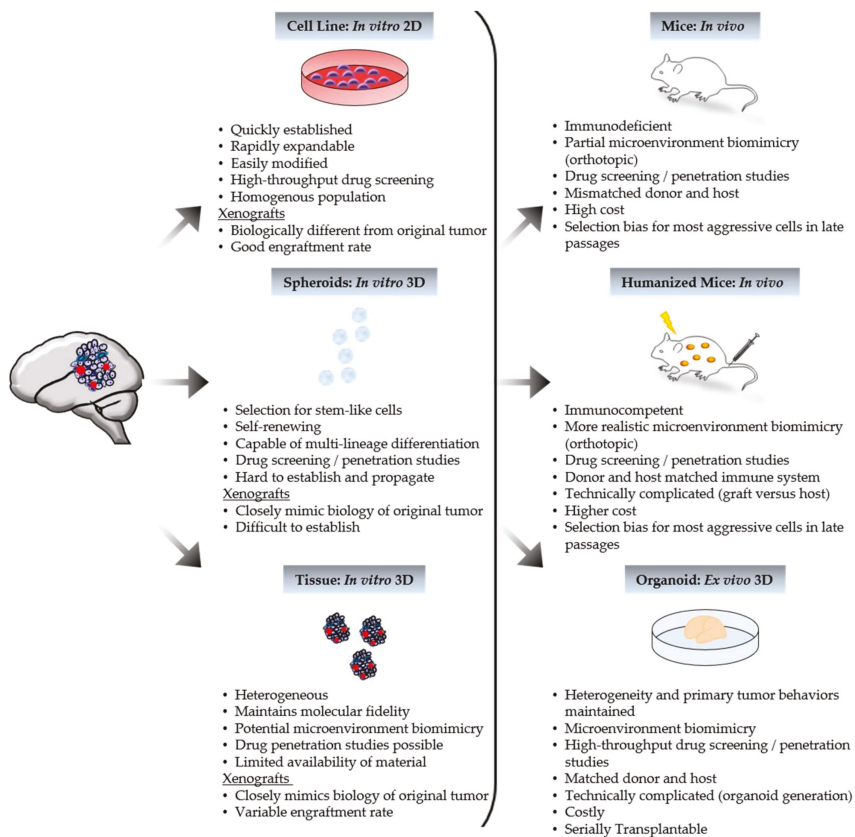 Cell Line: In vitro 2D
• Quickly established
• Rapidly expandable
• Easily modified
• High-throughput drug screening
• Homogenous population
Xenografts
• Biologically different from original tumor
• Good engraftment rate
Spheroids: In vitro 3D
• Selection for stem-like cells
• Self-renewing
• Capable of multi-lineage differentiation
• Drug screening / penetration studies
• Hard to establish and propagate
Xenografts
• Closely mimic biology of original tumor
• Difficult to establish
Tissue: In vitro 3D
• Heterogeneous
• Maintains molecular fidelity
• Potential microenvironment biomimicry
• Drug penetration studies possible
• Limited availability of material
Xenografts
• Closely mimics biology of original tumor
• Variable engraftment rate
Mice: In vivo
• Immunodeficient
• Partial microenvironment biomimicry
(orthotopic)
• Drug screening / penetration studies
• Mismatched donor and host
• High cost
• Selection bias for most aggressive cells in late
passages
Humanized Mice: In vivo
• Immunocompetent
• More realistic microenvironment biomimicry
(orthotopic)
• Drug screening / penetration studies
• Donor and host matched immune system
• Technically complicated (graft versus host)
• Higher cost
• Selection bias for most aggressive cells in late
passages
Organoid: Ex vivo 3D
• Heterogeneity and primary tumor behaviors
maintained
• Microenvironment biomimicry
• High-throughput drug screening / penetration
studies
• Matched donor and host
• Technically complicated (organoid generation)
• Costly
• Serially Transplantable